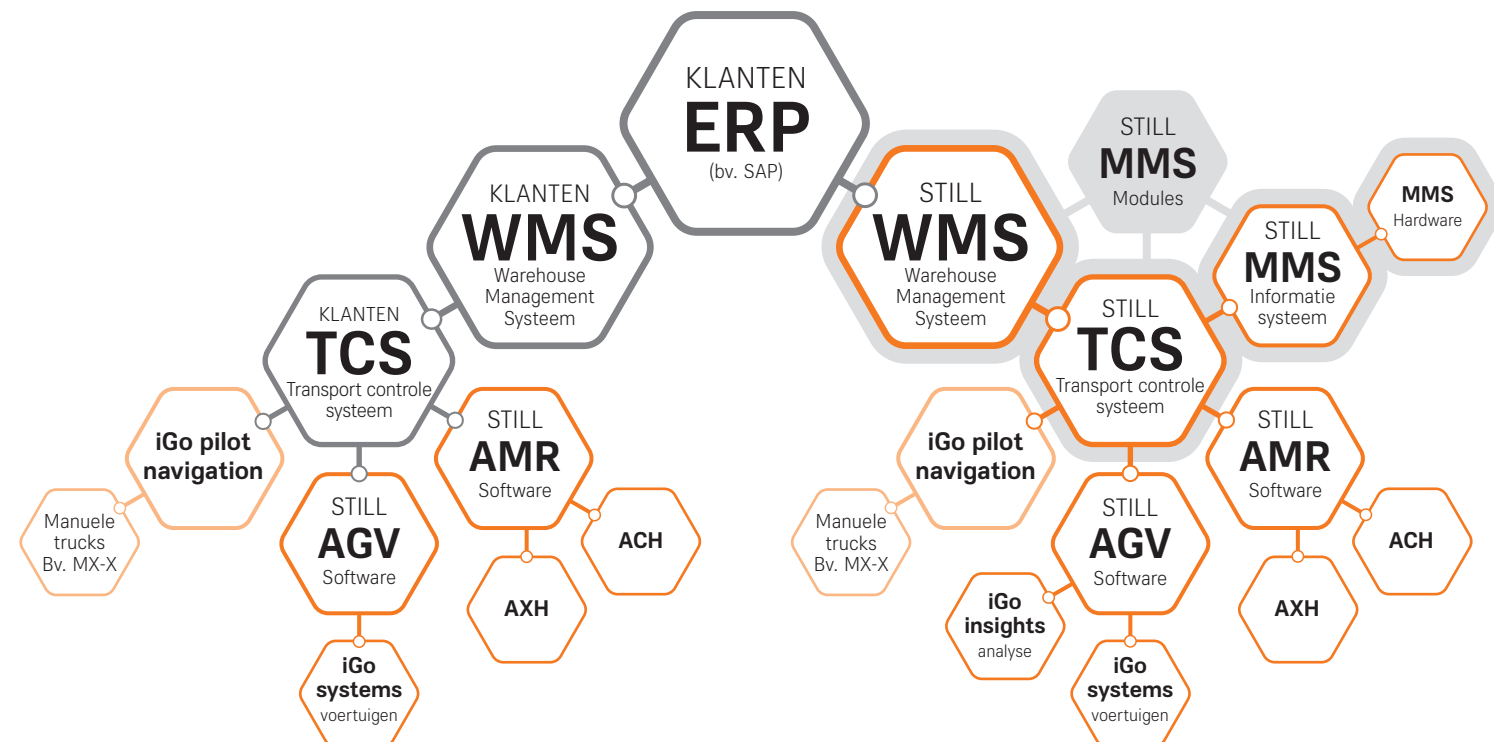 KLANTEN
ERP
(bv. SAP)
KLANTEN
WMS
Warehouse
Management
Systeem
STILL
WMS
Warehouse
Management
Systeem
STILL
MMS
Modules
MMS
Hardware
STILL
MMS
Informatie
systeem
KLANTEN
TCS
Transport controle
systeem
STILL
TCS
Transport controle
systeem
iGo pilot
navigation
STILL
AMR
Software
iGo pilot
navigation
STILL
AMR
Software
Manuele
trucks
Bv. MX-X
STILL
AGV
Software
ACH
AXH
Manuele
trucks
Bv. MX-X
STILL
AGV
Software
ACH
AXH
iGo
systems
voertuigen
iGo
insights
analyse
iGo
systems
voertuigen